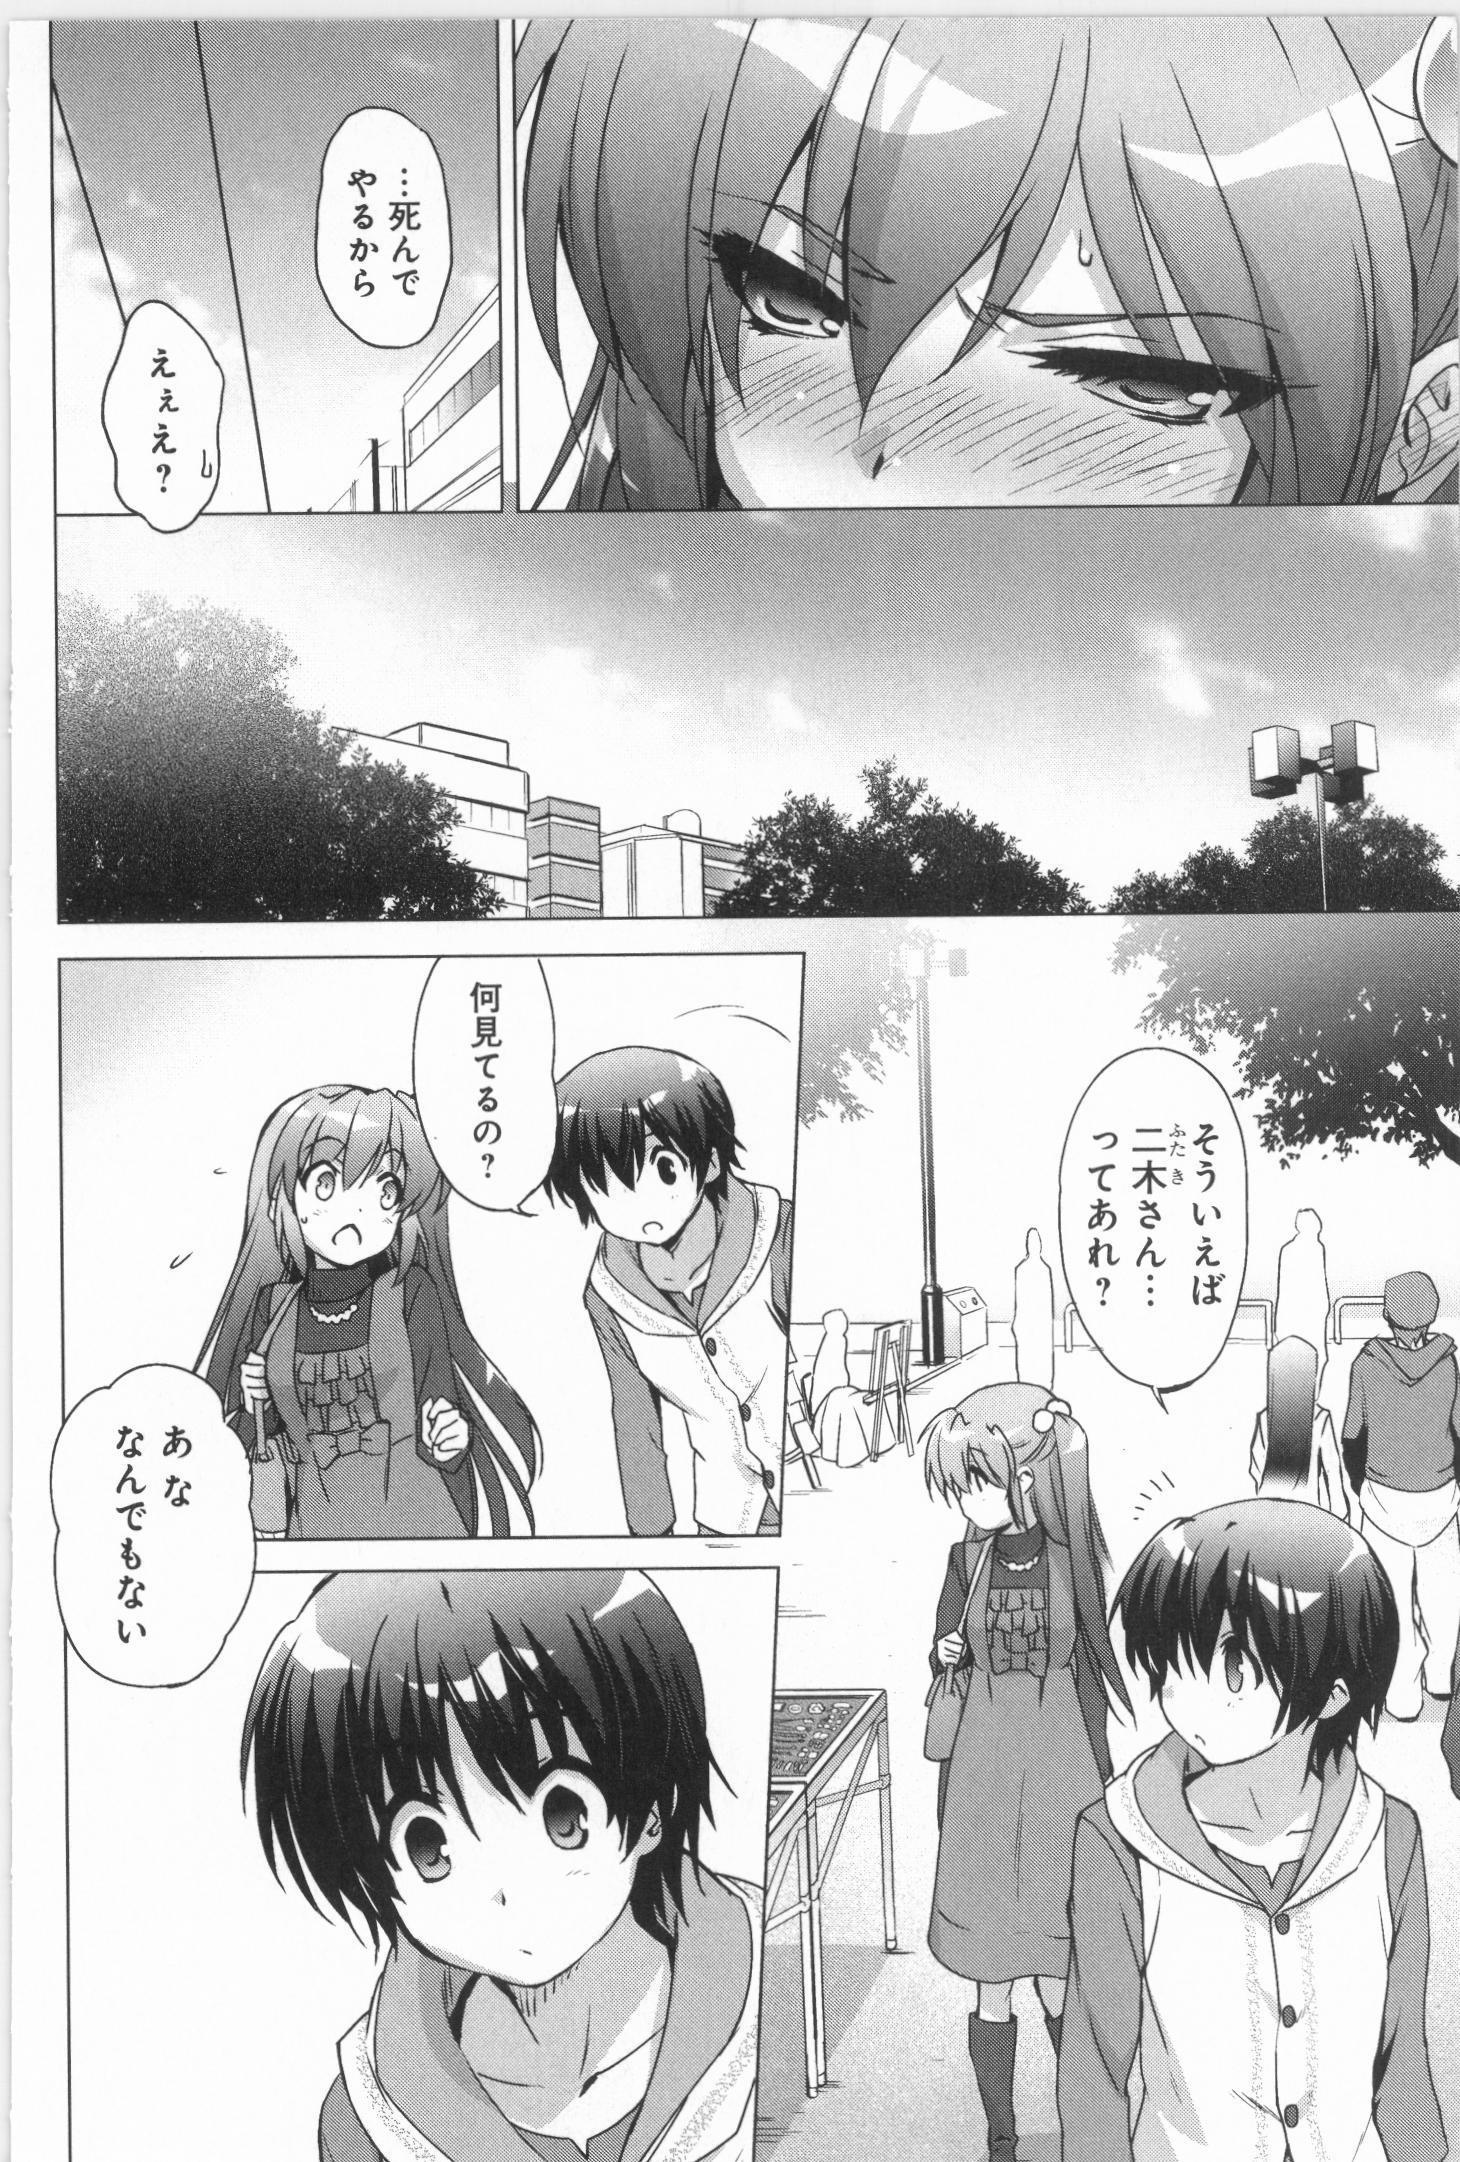 …死んで
やるから
えぇえ?
そういえば
二木さん…
ふたき
ってあれ?
何見てるの?
あな
なんでもない